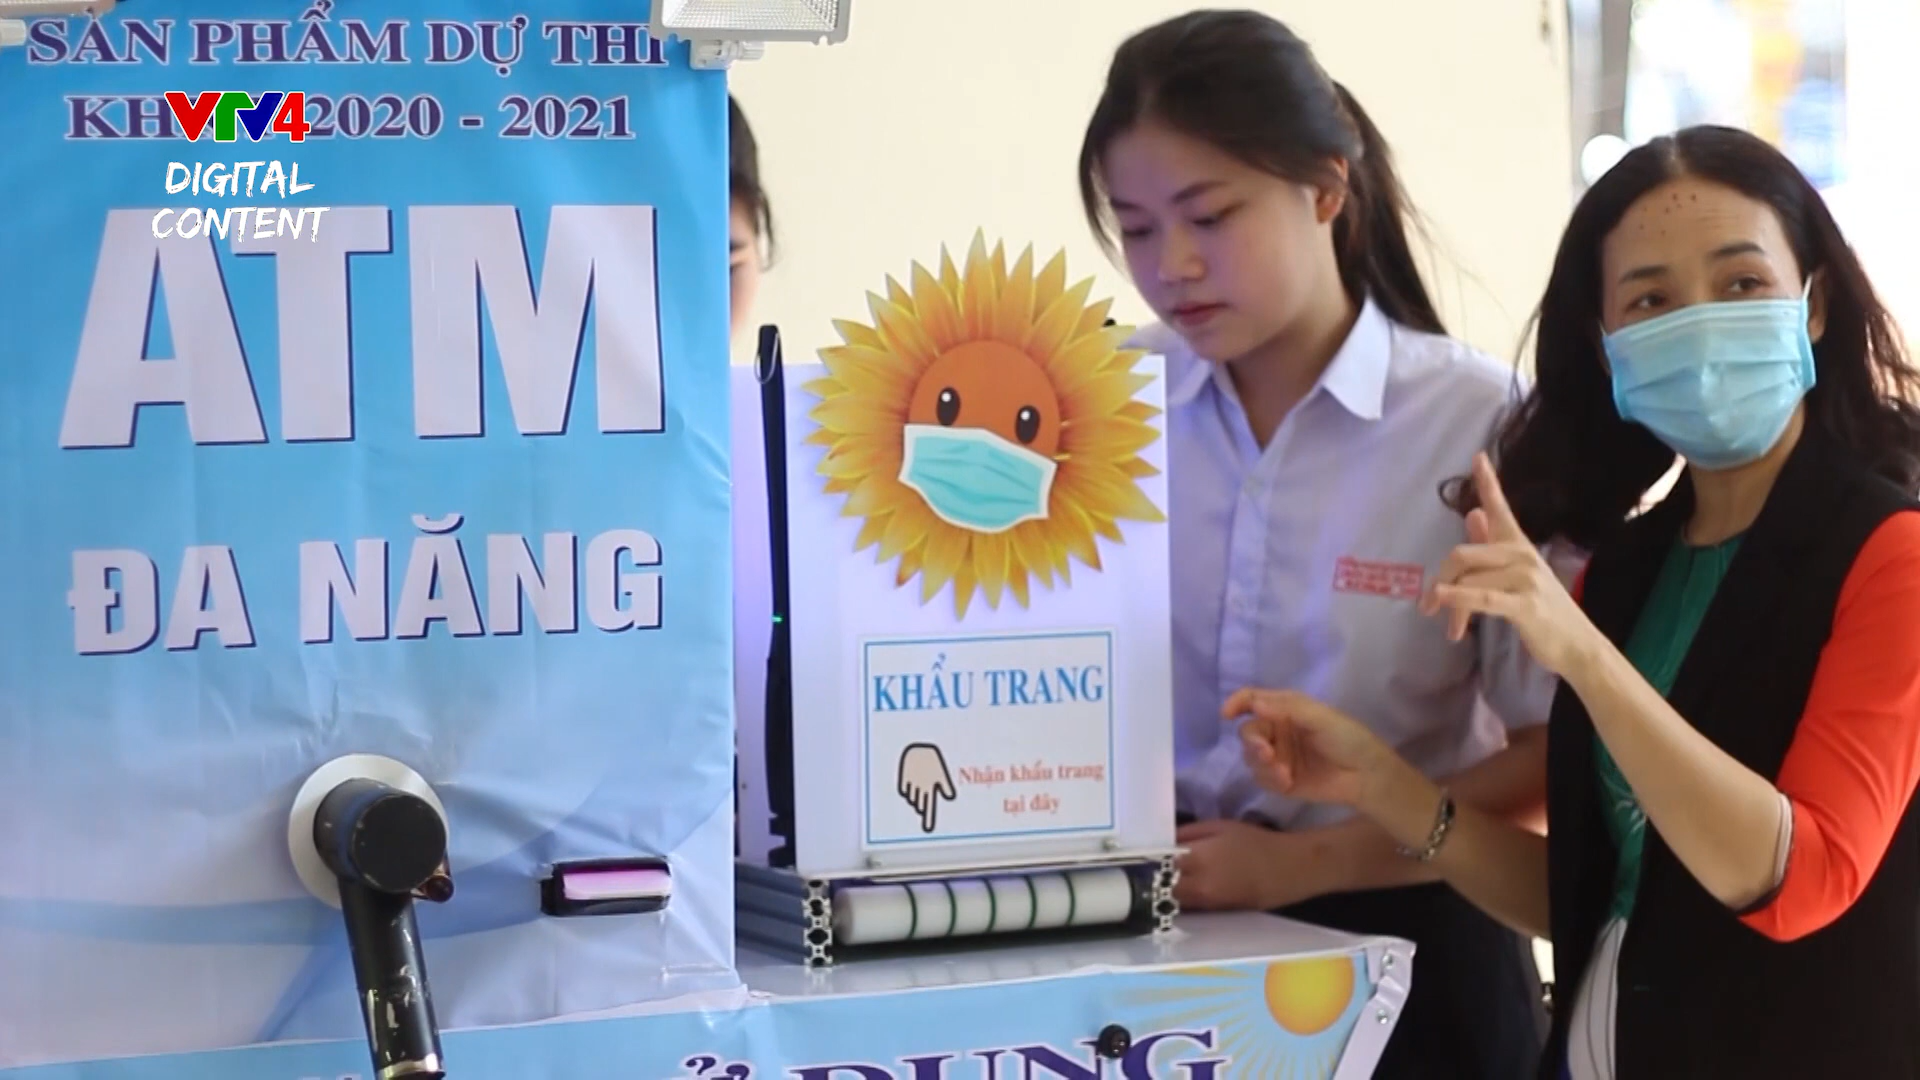 SẢN PHẨM DỰ THI
2020 - 2021
VTV4
DIGITAL
CONTENT
ATM
ĐA NĂNG
KHẨU TRANG
Nhận khẩu trang
tại đây
DỤNG